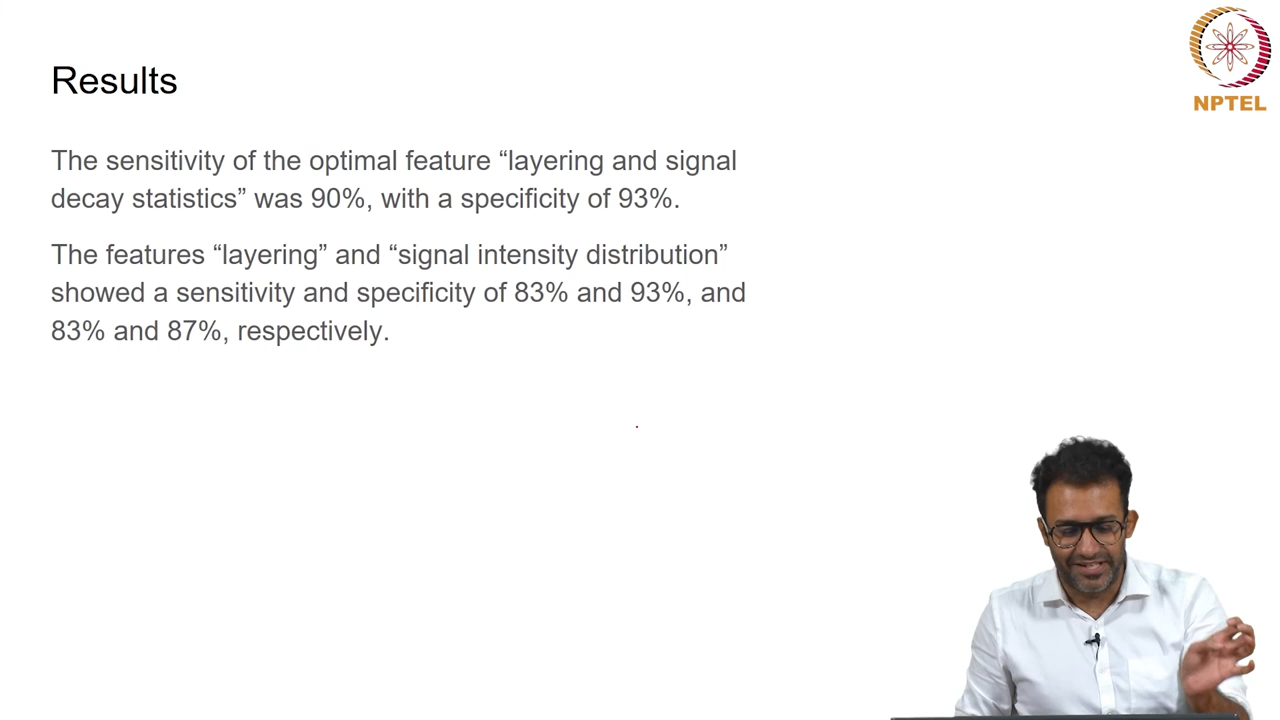 NPTEL
Results
The sensitivity of the optimal feature “layering and signal
decay statistics” was 90%, with a specificity of 93%.
The features “layering” and “signal intensity distribution”
showed a sensitivity and specificity of 83% and 93%, and
83% and 87%, respectively.